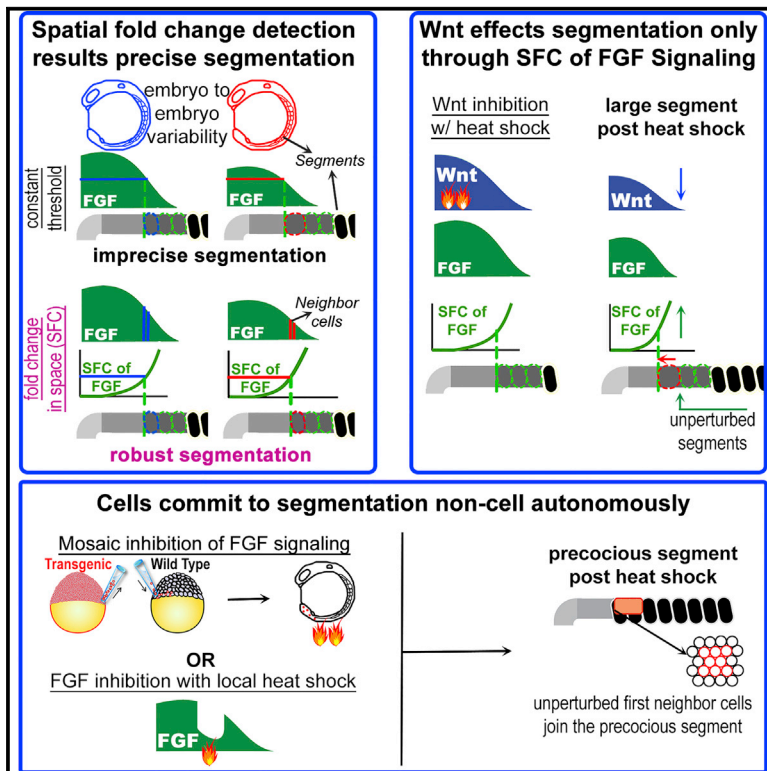 Spatial fold change detection
results precise segmentation
embryo to
embryo
variability
Segments
constant
threshold
FGF
FGF
imprecise segmentation
fold change
in space (SFC)
FGF
FGF
Neighbor
cells
SFC of
FGF
SFC of
FGF
robust segmentation
Wnt effects segmentation only
through SFC of FGF Signaling
Wnt inhibition
w/ heat shock
large segment
post heat shock
Wnt
Wnt
FGF
FGF
SFC of
FGF
SFC of
FGF
unperturbed
segments
Cells commit to segmentation non-cell autonomously
Mosaic inhibition of FGF signaling
Transgenic
Wild Type
OR
FGF inhibition with local heat shock
FGF
precocious segment
post heat shock
unperturbed first neighbor cells
join the precocious segment